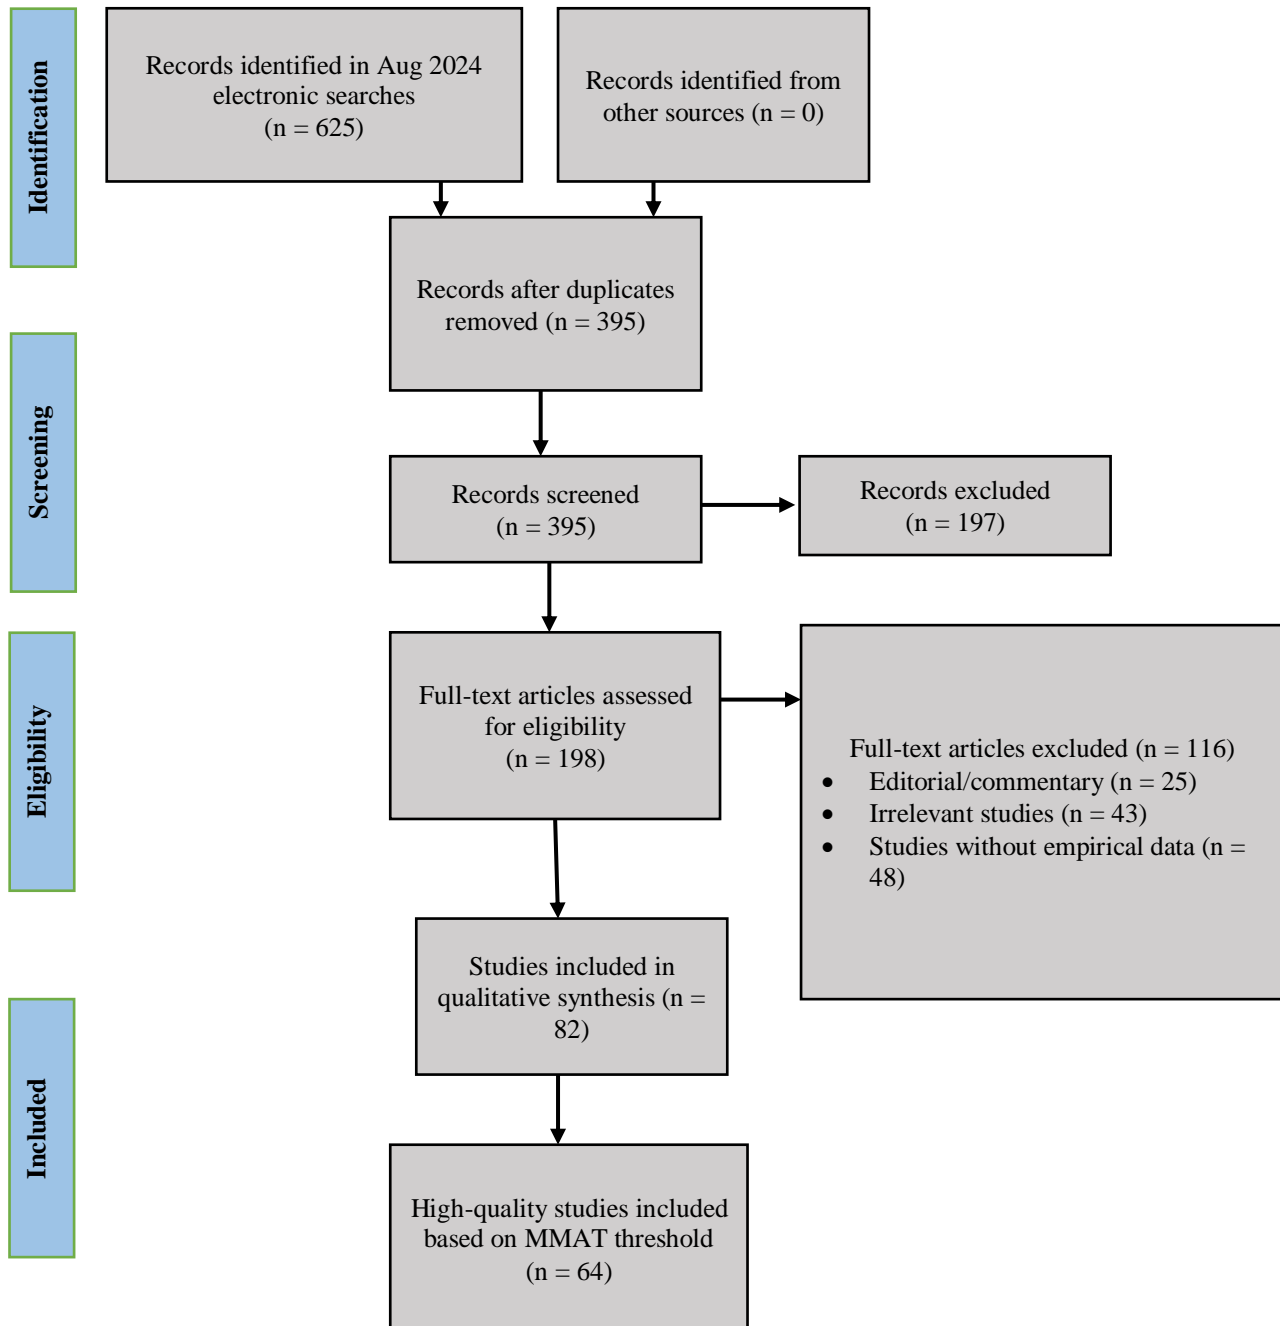 Identification
Records identified in Aug 2024
electronic searches
(n = 625)
Records identified from
other sources (n = 0)
Records after duplicates
removed (n = 395)
Screening
Records screened
(n = 395)
Records excluded
(n = 197)
Eligibility
Full-text articles assessed
for eligibility
(n = 198)
Full-text articles excluded (n = 116)
• Editorial/commentary (n = 25)
• Irrelevant studies (n = 43)
• Studies without empirical data (n =
48)
Included
Studies included in
qualitative synthesis (n =
82)
High-quality studies included
based on MMAT threshold
(n = 64)